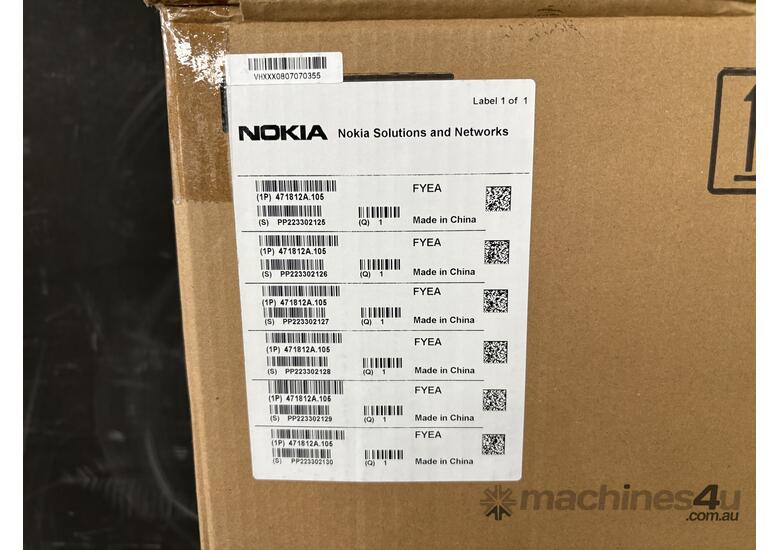 VHXXX0807070355
Label 1 of 1
NOKIA Nokia Solutions and Networks
(1P) 471812A.105 FYEA
(S) PP223302125 (Q) 1 Made in China
(1P) 471812A.105 FYEA
(S) PP223302126 (Q) 1 Made in China
(1P) 471812A.105 FYEA
(S) PP223302127 (Q) 1 Made in China
(1P) 471812A.105 FYEA
(S) PP223302128 (Q) 1 Made in China
(1P) 471812A.105 FYEA
(S) PP223302129 (Q) 1 Made in China
(1P) 471812A.105 FYEA
(S) PP223302130 (Q) 1 Made in China
machines4u
.com.au